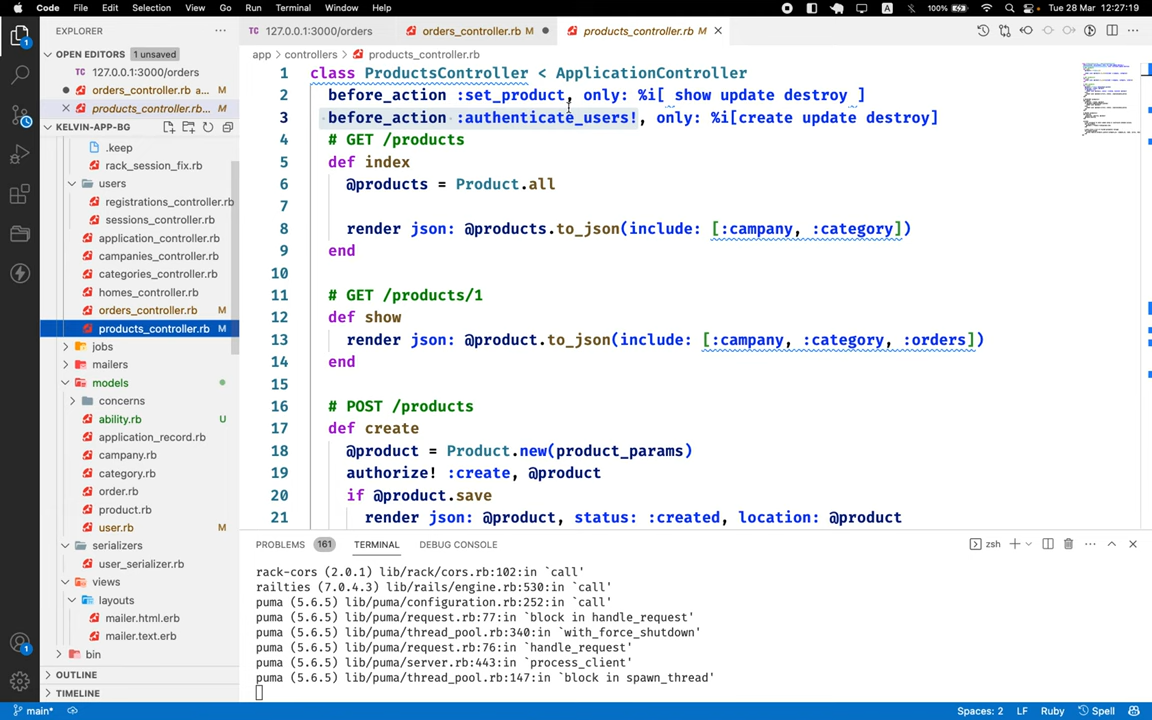 Code File Edit Selection View Go Run Terminal Window Help 100% Tue 28 Mar 12:27:19
EXPLORER
127.0.0.1:3000/orders orders_controller.rb M products_controller.rb M
OPEN EDITORS 1 unsaved
app controllers products_controller.rb
127.0.0.1:3000/orders
orders_controller.rb a... M
products_controller.rb...
KELVIN-APP-BG
.keep
rack_session_fix.rb
users
registrations_controller.rb
sessions_controller.rb
application_controller.rb
campanies_controller.rb
categories_controller.rb
homes_controller.rb
orders_controller.rb M
products_controller.rb M
jobs
mailers
models
concerns
ability.rb U
application_record.rb
campany.rb
category.rb
order.rb
product.rb
user.rb M
serializers
user_serializer.rb
views
layouts
mailer.html.erb
mailer.text.erb
bin
OUTLINE
TIMELINE
1 class ProductsController < ApplicationController
2 before_action :set_product, only: %i[ show update destroy ]
3 before_action :authenticate_users!, only: %i[create update destroy]
4 # GET /products
5 def index
6 @products = Product.all
7
8 render json: @products.to_json(include: [:campany, :category])
9 end
10
11 # GET /products/1
12 def show
13 render json: @product.to_json(include: [:campany, :category, :orders])
14 end
15
16 # POST /products
17 def create
18 @product = Product.new(product_params)
19 authorize! :create, @product
20 if @product.save
21 render json: @product, status: :created, location: @product
PROBLEMS 161 TERMINAL DEBUG CONSOLE zsh
rack-cors (2.0.1) lib/rack/cors.rb:102:in `call'
railties (7.0.4.3) lib/rails/engine.rb:530:in `call'
puma (5.6.5) lib/puma/configuration.rb:252:in `call'
puma (5.6.5) lib/puma/request.rb:77:in `block in handle_request'
puma (5.6.5) lib/puma/thread_pool.rb:340:in `with_force_shutdown'
puma (5.6.5) lib/puma/request.rb:76:in `handle_request'
puma (5.6.5) lib/puma/server.rb:443:in `process_client'
puma (5.6.5) lib/puma/thread_pool.rb:147:in `block in spawn_thread'
main* Spaces: 2 LF Ruby Spell